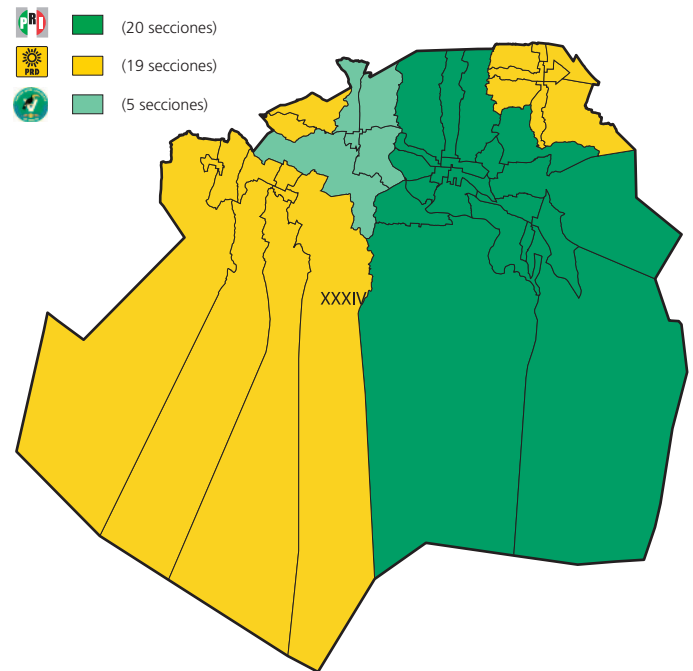 PRI
(20 secciones)
PRD
(19 secciones)
(5 secciones)
XXXIV